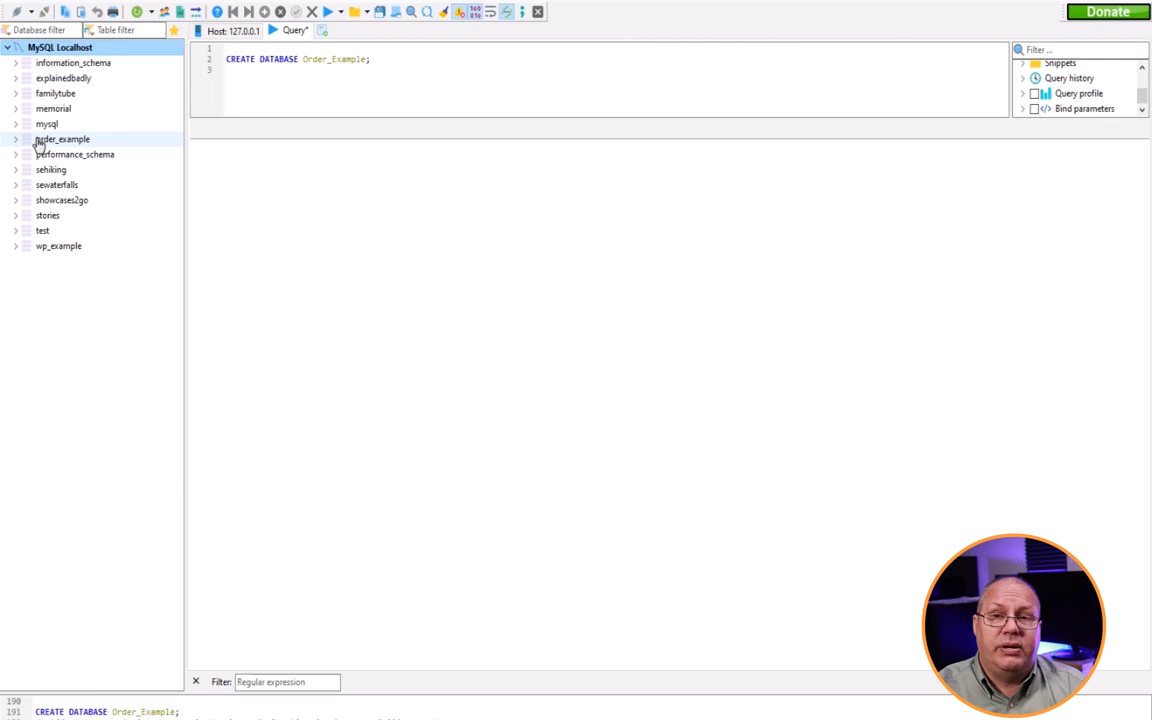 Donate
Database filter
Table filter
Host: 127.0.0.1
Query*
MySQL Localhost
information_schema
explainedbadly
familytube
memorial
mysql
order_example
performance_schema
sehiking
sewaterfalls
showcases2go
stories
test
wp_example
1
2 CREATE DATABASE Order_Example;
3
Filter ...
Snippets
Query history
Query profile
Bind parameters
Filter: Regular expression
190
191 CREATE DATABASE Order_Example;